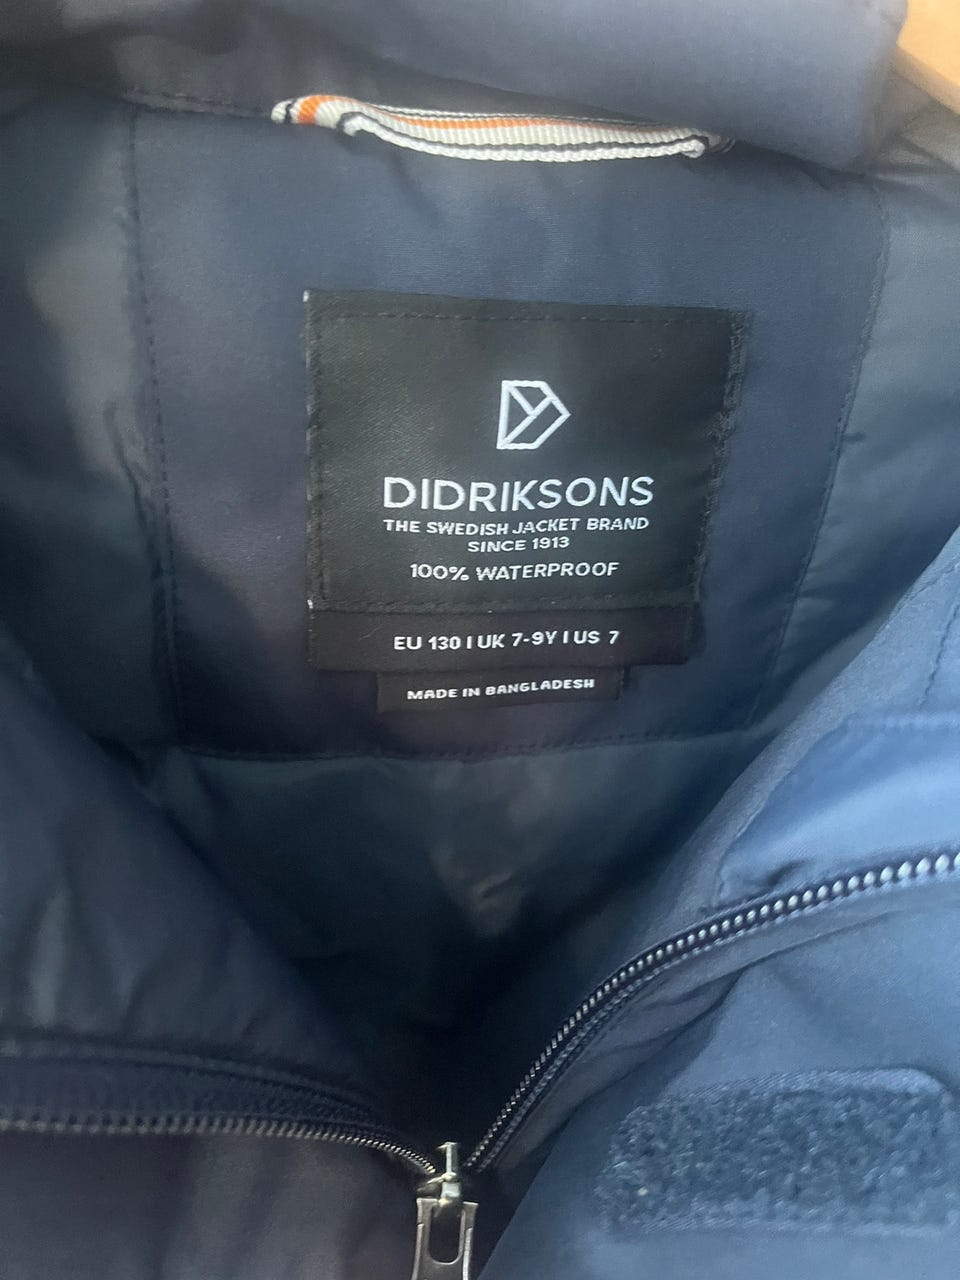 DIDRIKSONS
THE SWEDISH JACKET BRAND
SINCE 1913
100% WATERPROOF
EU 130 | UK 7-9Y | US 7
MADE IN BANGLADESH